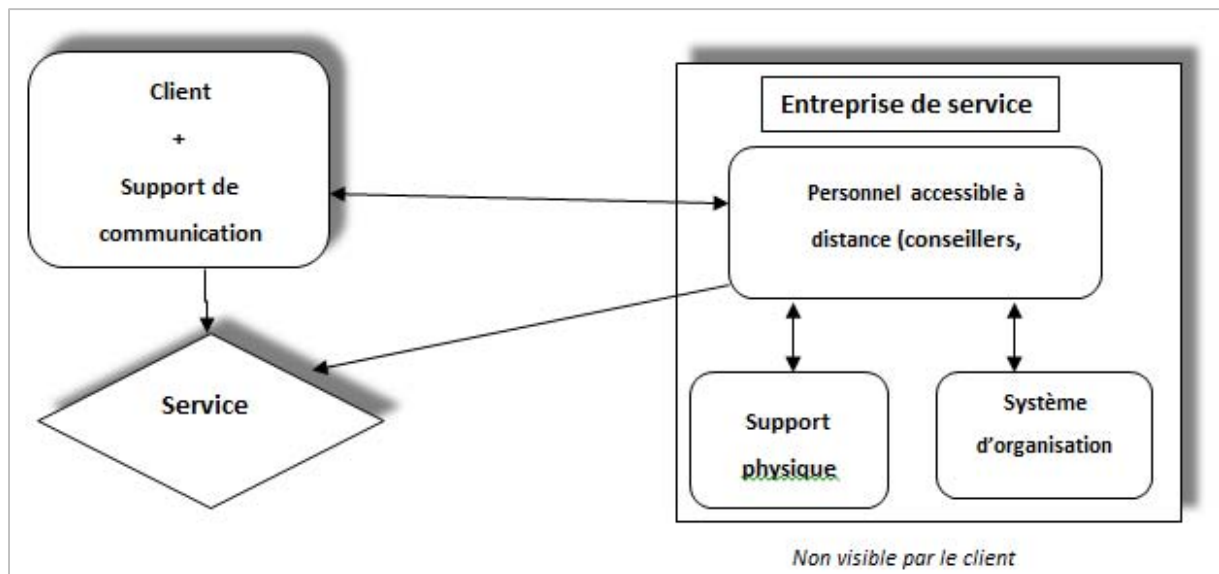 Client
+
Support de
communication
Service
Entreprise de service
Personnel accessible à
distance (conseillers,
Support
physique
Système
d'organisation
Non visible par le client